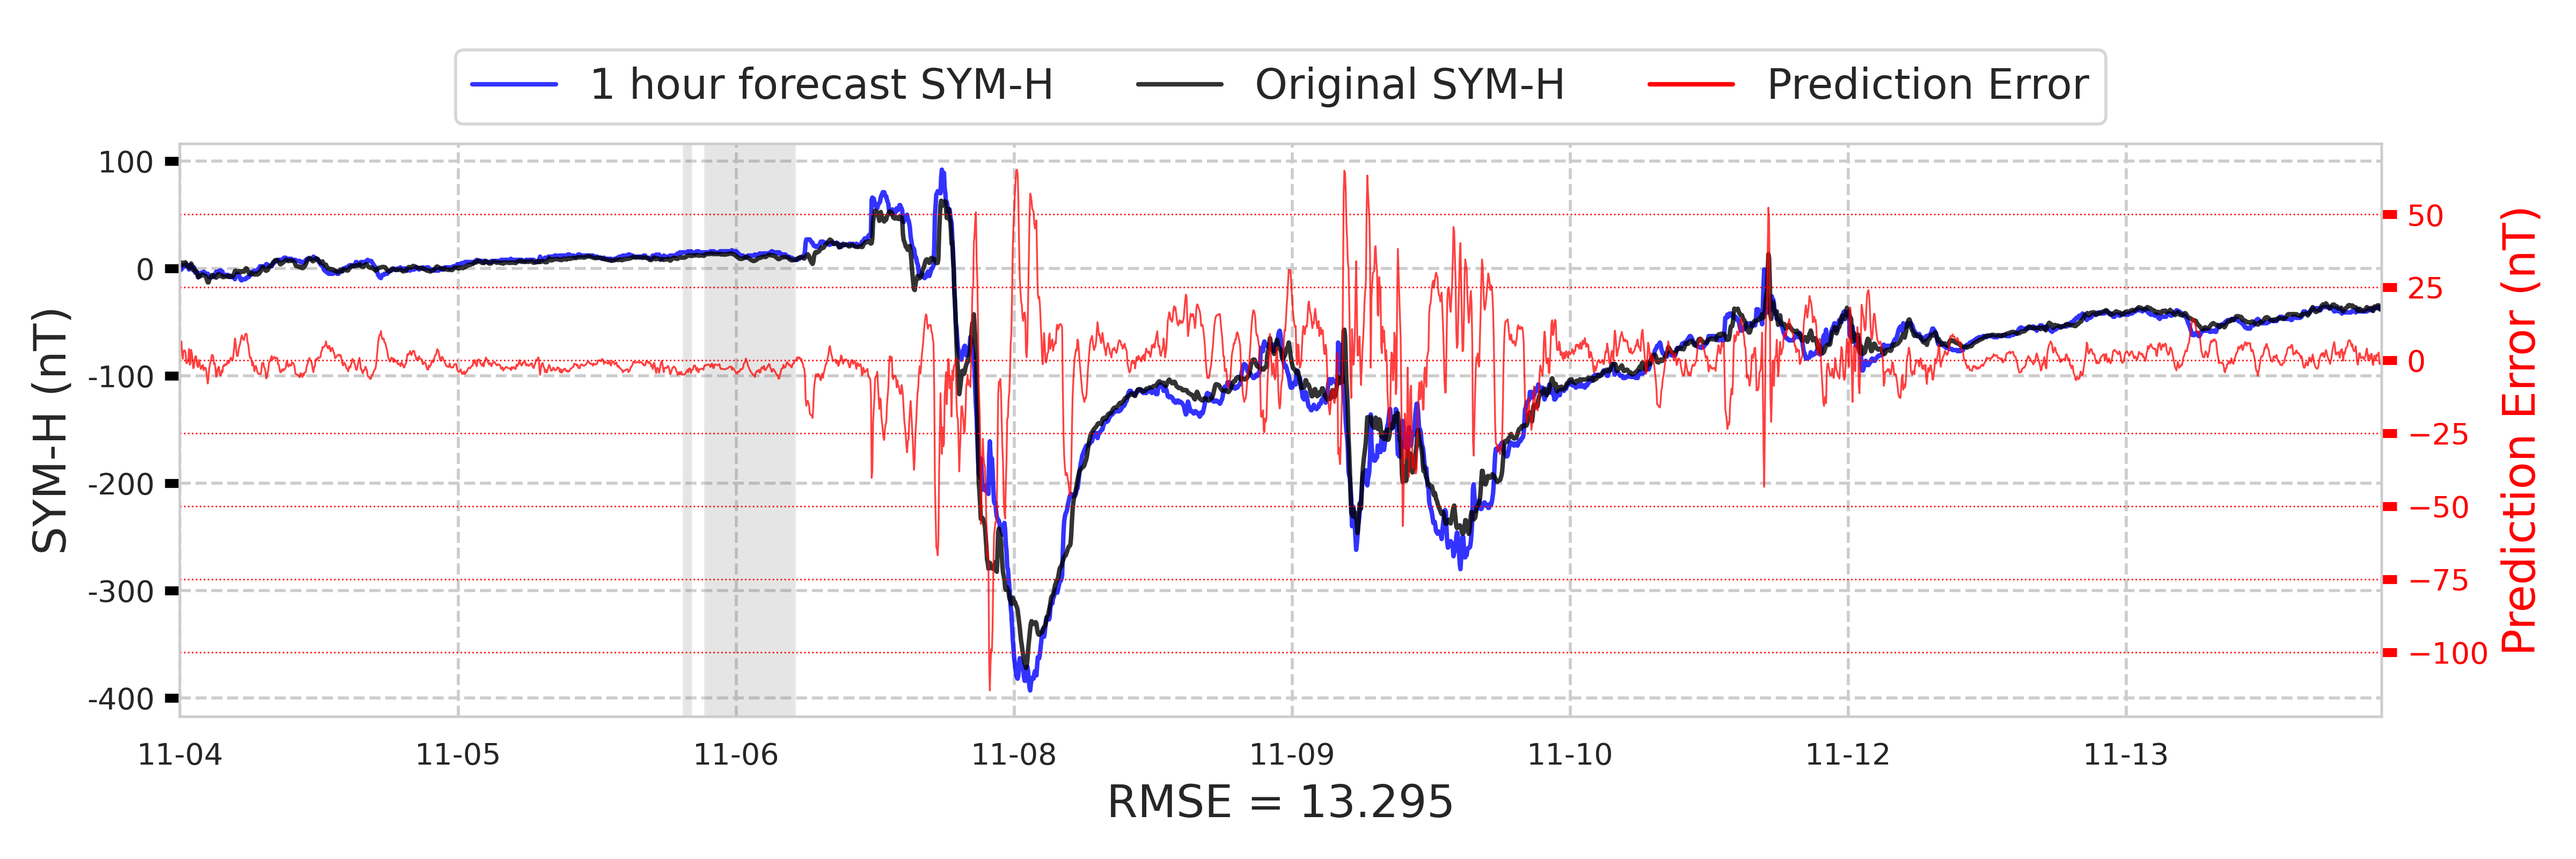 1 hour forecast SYM-H Original SYM-H Prediction Error
SYM-H (nT)
100
0
-100
-200
-300
-400
50
25
0
−25
−50
−75
−100
Prediction Error (nT)
11-04 11-05 11-06 11-08 11-09 11-10 11-12 11-13
RMSE = 13.295